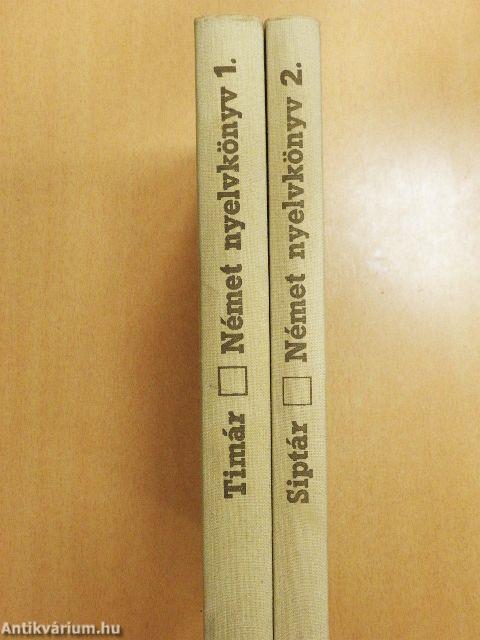 Timár □ Német nyelvkönyv 1.
Siptár □ Német nyelvkönyv 2.
Antikvárium.hu